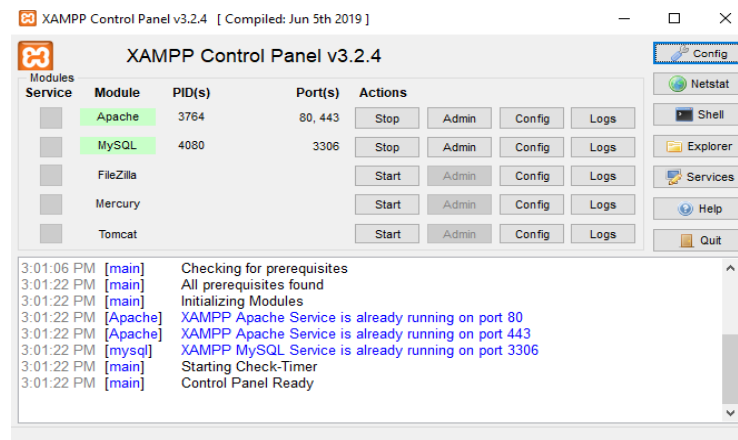 XAMPP Control Panel v3.2.4 [ Compiled: Jun 5th 2019 ]
XAMPP Control Panel v3.2.4
Config
Modules
Service Module PID(s) Port(s) Actions
Netstat
Apache 3764 80, 443 Stop Admin Config Logs
Shell
MySQL 4080 3306 Stop Admin Config Logs
Explorer
FileZilla Start Admin Config Logs
Services
Mercury Start Admin Config Logs
Help
Tomcat Start Admin Config Logs
Quit
3:01:06 PM [main] Checking for prerequisites
3:01:22 PM [main] All prerequisites found
3:01:22 PM [main] Initializing Modules
3:01:22 PM [Apache] XAMPP Apache Service is already running on port 80
3:01:22 PM [Apache] XAMPP Apache Service is already running on port 443
3:01:22 PM [mysql] XAMPP MySQL Service is already running on port 3306
3:01:22 PM [main] Starting Check-Timer
3:01:22 PM [main] Control Panel Ready